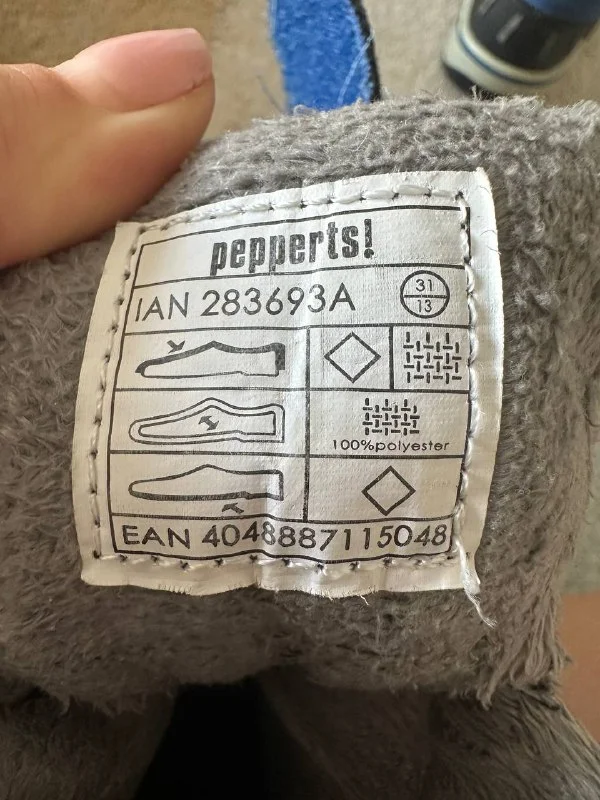 pepperts!
IAN 283693A
31
13
100%polyester
EAN 4048887115048